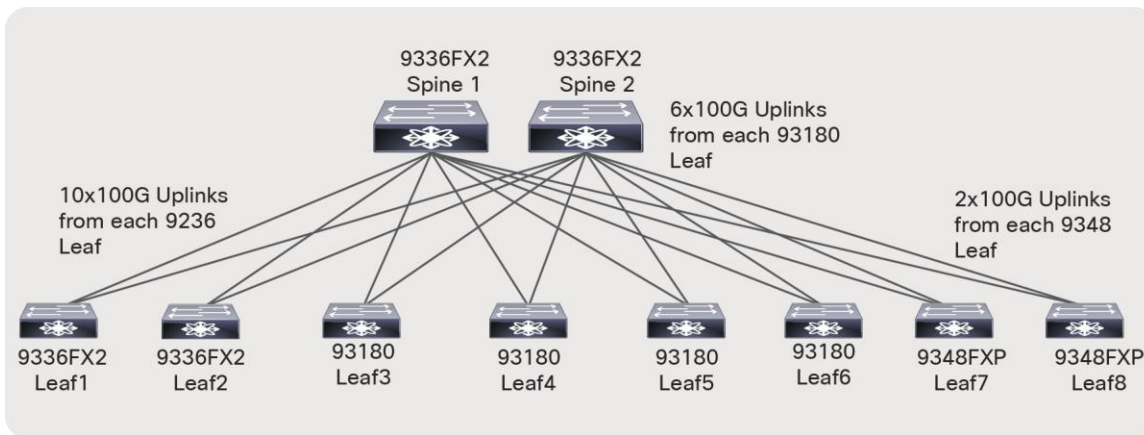 9336FX2
Spine 1
9336FX2
Spine 2
6x100G Uplinks
from each 93180
Leaf
10x100G Uplinks
from each 9236
Leaf
2x100G Uplinks
from each 9348
Leaf
9336FX2
Leaf1
9336FX2
Leaf2
93180
Leaf3
93180
Leaf4
93180
Leaf5
93180
Leaf6
9348FXP
Leaf7
9348FXP
Leaf8